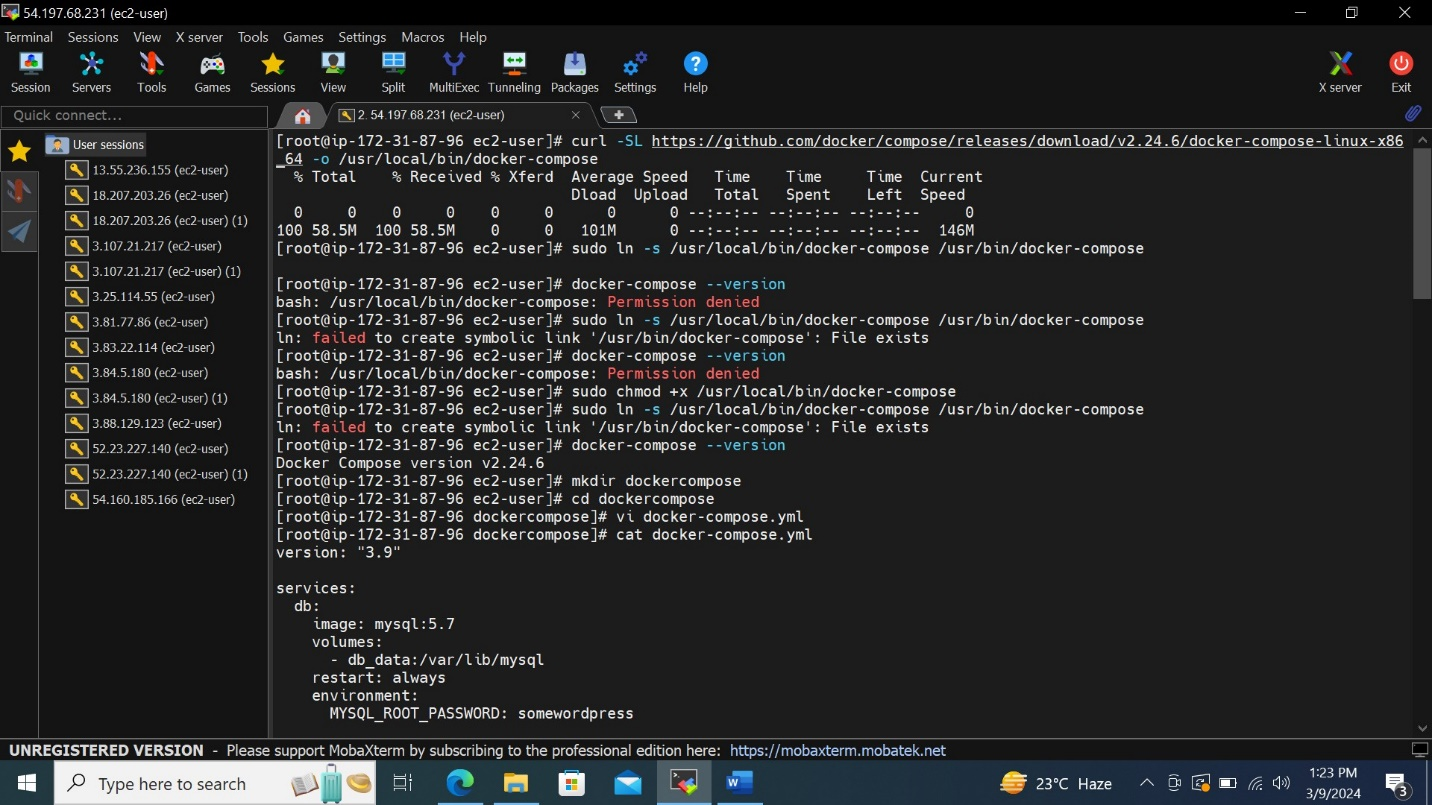 54.197.68.231 (ec2-user)
Terminal Sessions View X server Tools Games Settings Macros Help
Session Servers Tools Games Sessions View Split MultiExec Tunneling Packages Settings Help X server Exit
Quick connect...
2. 54.197.68.231 (ec2-user)
User sessions
13.55.236.155 (ec2-user)
18.207.203.26 (ec2-user)
18.207.203.26 (ec2-user) (1)
3.107.21.217 (ec2-user)
3.107.21.217 (ec2-user) (1)
3.25.114.55 (ec2-user)
3.81.77.86 (ec2-user)
3.83.22.114 (ec2-user)
3.84.5.180 (ec2-user)
3.84.5.180 (ec2-user) (1)
3.88.129.123 (ec2-user)
52.23.227.140 (ec2-user)
52.23.227.140 (ec2-user) (1)
54.160.185.166 (ec2-user)
[root@ip-172-31-87-96 ec2-user]# curl -SL https://github.com/docker/compose/releases/download/v2.24.6/docker-compose-linux-x86
_64 -o /usr/local/bin/docker-compose
% Total % Received % Xferd Average Speed Time Time Time Current
Dload Upload Total Spent Left Speed
0 0 0 0 0 0 0 0 --:--:-- --:--:-- --:--:-- 0
100 58.5M 100 58.5M 0 0 101M 0 --:--:-- --:--:-- --:--:-- 146M
[root@ip-172-31-87-96 ec2-user]# sudo ln -s /usr/local/bin/docker-compose /usr/bin/docker-compose
[root@ip-172-31-87-96 ec2-user]# docker-compose --version
bash: /usr/local/bin/docker-compose: Permission denied
[root@ip-172-31-87-96 ec2-user]# sudo ln -s /usr/local/bin/docker-compose /usr/bin/docker-compose
ln: failed to create symbolic link '/usr/bin/docker-compose': File exists
[root@ip-172-31-87-96 ec2-user]# docker-compose --version
bash: /usr/local/bin/docker-compose: Permission denied
[root@ip-172-31-87-96 ec2-user]# sudo chmod +x /usr/local/bin/docker-compose
[root@ip-172-31-87-96 ec2-user]# sudo ln -s /usr/local/bin/docker-compose /usr/bin/docker-compose
ln: failed to create symbolic link '/usr/bin/docker-compose': File exists
[root@ip-172-31-87-96 ec2-user]# docker-compose --version
Docker Compose version v2.24.6
[root@ip-172-31-87-96 ec2-user]# mkdir dockercompose
[root@ip-172-31-87-96 ec2-user]# cd dockercompose
[root@ip-172-31-87-96 dockercompose]# vi docker-compose.yml
[root@ip-172-31-87-96 dockercompose]# cat docker-compose.yml
version: "3.9"
services:
db:
image: mysql:5.7
volumes:
- db_data:/var/lib/mysql
restart: always
environment:
MYSQL_ROOT_PASSWORD: somewordpress
UNREGISTERED VERSION - Please support MobaXterm by subscribing to the professional edition here: https://mobaxterm.mobatek.net
Type here to search
23°C Haze
1:23 PM
3/9/2024
3